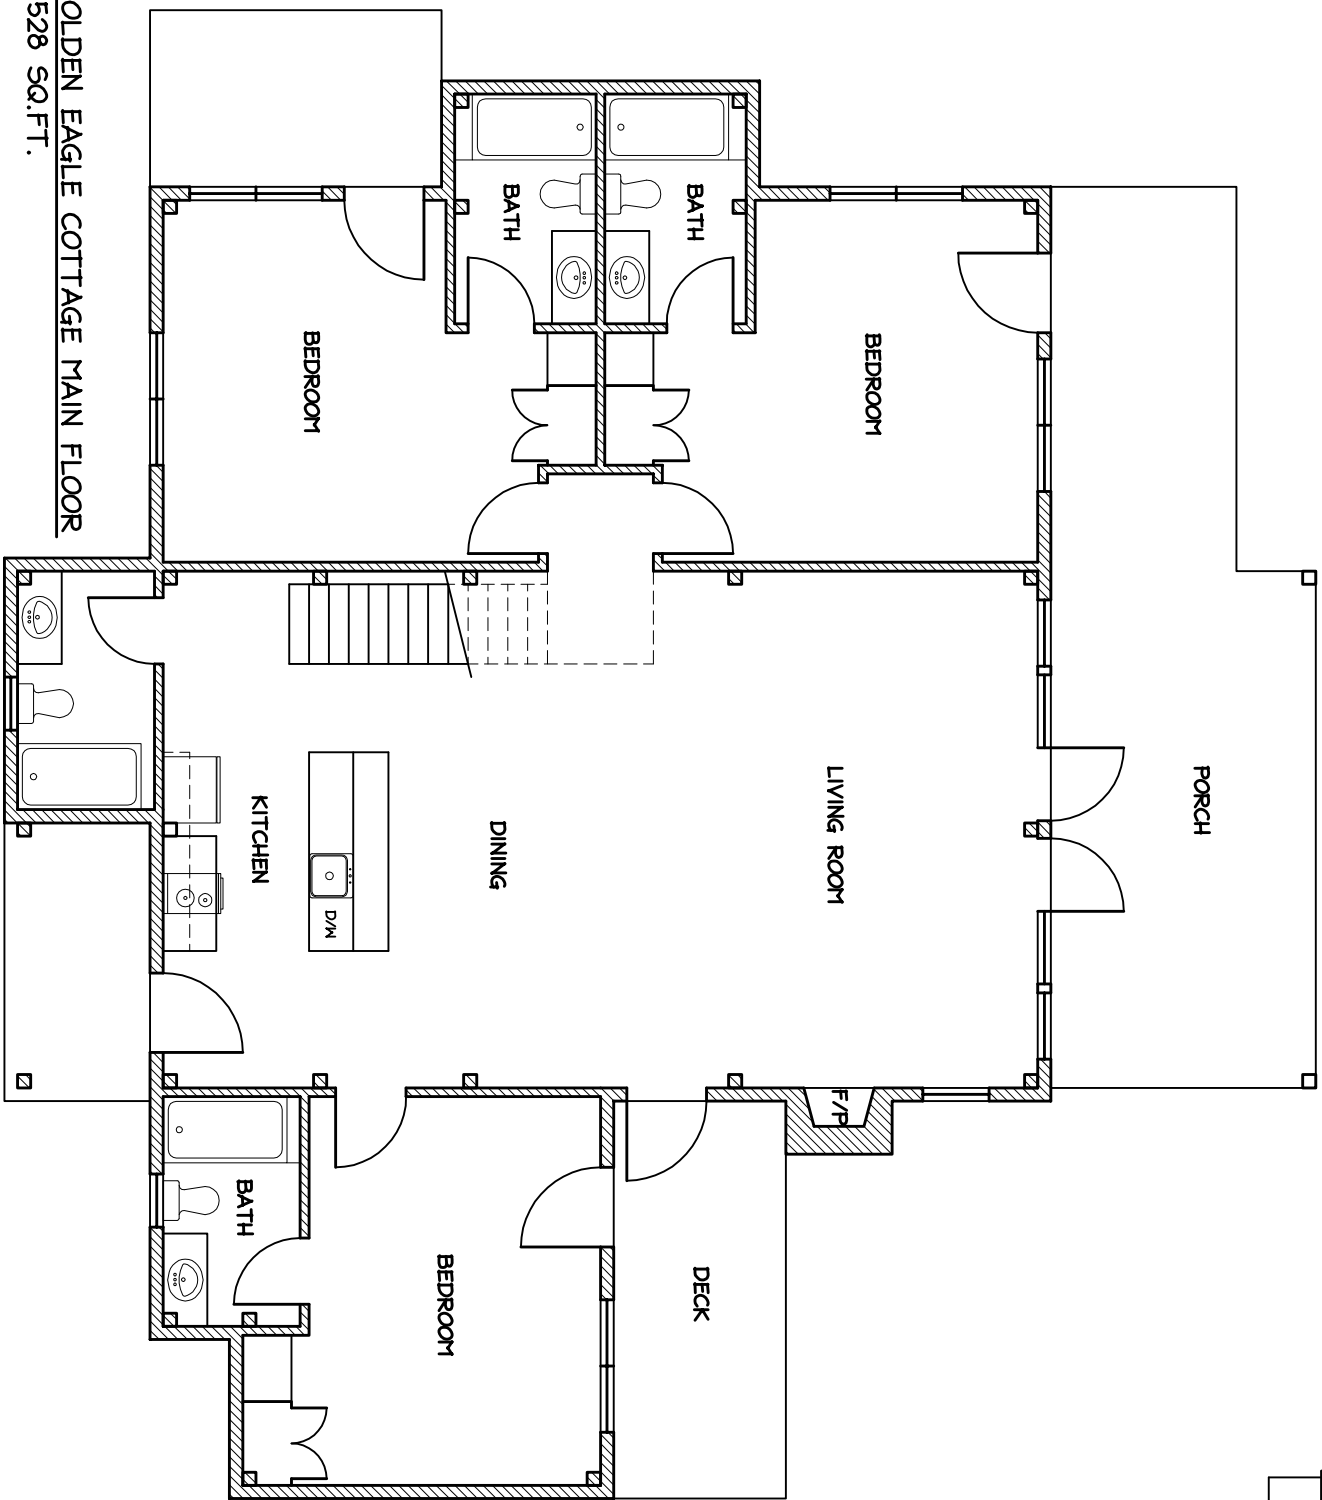 BATH
BATH
BEDROOM
BEDROOM
PORCH
LIVING ROOM
DINING
KITCHEN
D/W
F/P
BATH
BEDROOM
DECK
OLDEN EAGLE COTTAGE MAIN FLOOR
528 SQ.FT.